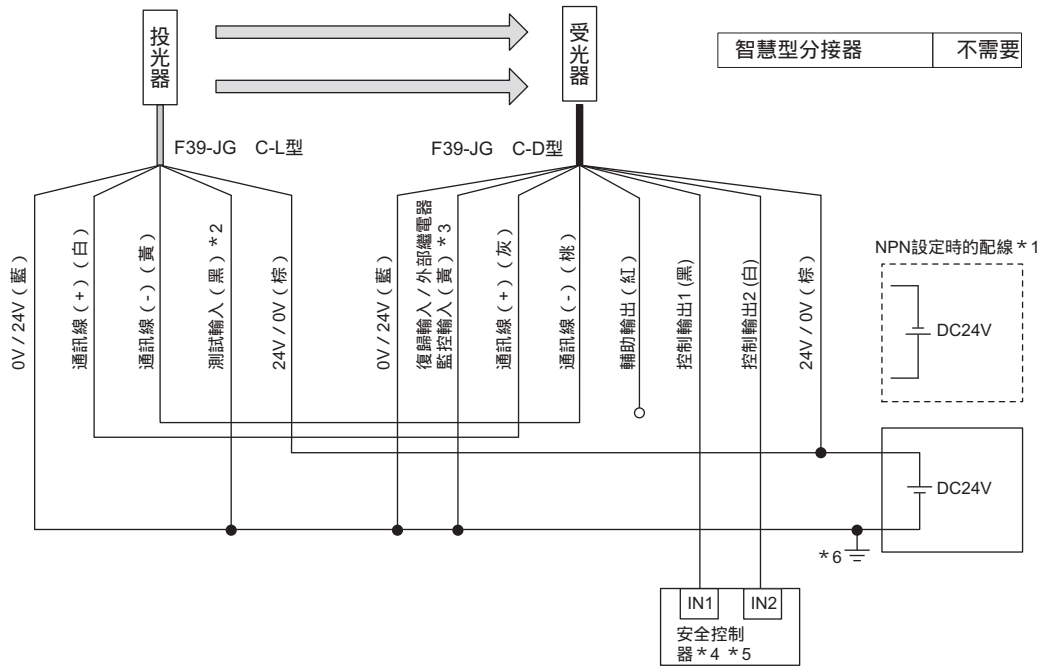 投光器
受光器
智慧型分接器 不需要
F39-JG C-L型
F39-JG C-D型
0V / 24V（藍）
通訊線（+）（白）
通訊線（-）（黃）
測試輸入（黑）*2
24V / 0V（棕）
0V / 24V（藍）
復歸輸入 / 外部繼電器
監控輸入（黃）*3
通訊線（+）（灰）
通訊線（-）（桃）
輔助輸出（紅）
控制輸出1 (黑)
控制輸出2 (白)
24V / 0V（棕）
NPN設定時的配線*1
DC24V
DC24V
*6
IN1 IN2
安全控制
器*4 *5